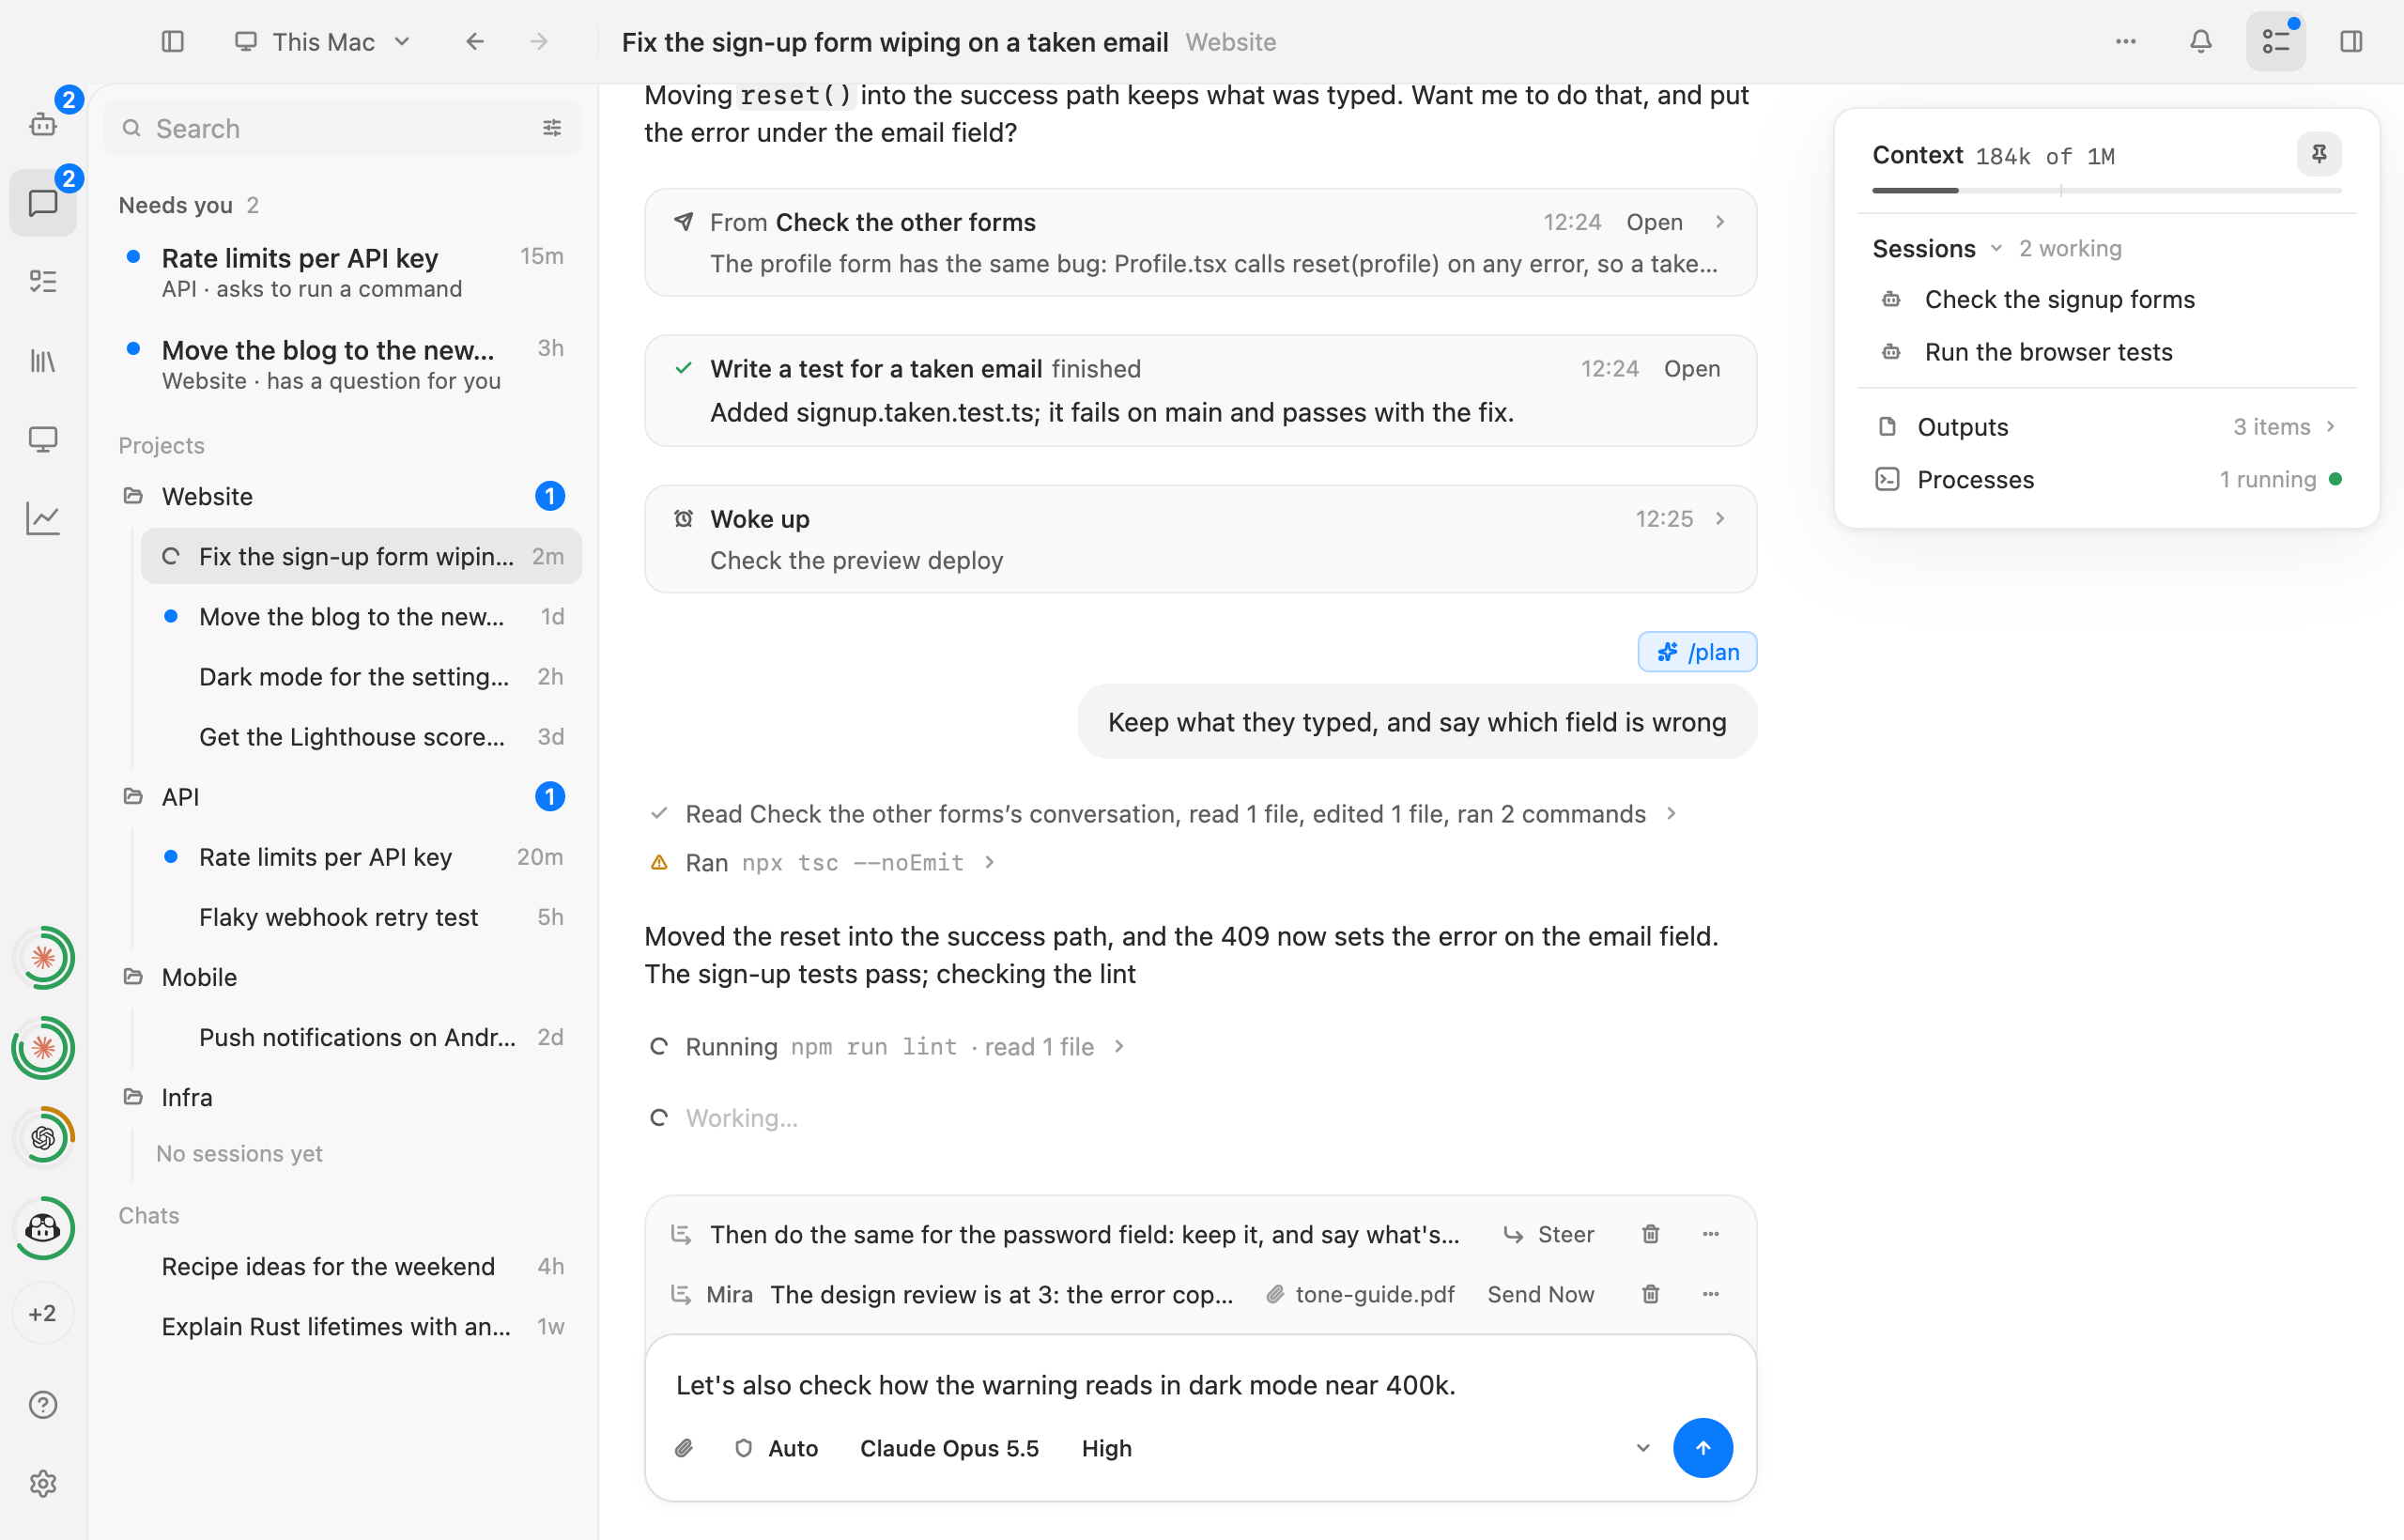 This Mac
Fix the sign-up form wiping on a taken email Website
2
2
+2
Search
Needs you 2
Rate limits per API key 15m
API · asks to run a command
Move the blog to the new... 3h
Website · has a question for you
Projects
Website 1
Fix the sign-up form wipin... 2m
Move the blog to the new... 1d
Dark mode for the setting... 2h
Get the Lighthouse score... 3d
API 1
Rate limits per API key 20m
Flaky webhook retry test 5h
Mobile
Push notifications on Andr... 2d
Infra
No sessions yet
Chats
Recipe ideas for the weekend 4h
Explain Rust lifetimes with an... 1w
Moving reset() into the success path keeps what was typed. Want me to do that, and put
the error under the email field?
From Check the other forms 12:24 Open
The profile form has the same bug: Profile.tsx calls reset(profile) on any error, so a take...
Write a test for a taken email finished 12:24 Open
Added signup.taken.test.ts; it fails on main and passes with the fix.
Woke up 12:25
Check the preview deploy
/plan
Keep what they typed, and say which field is wrong
Read Check the other forms’s conversation, read 1 file, edited 1 file, ran 2 commands
Ran npx tsc --noEmit
Moved the reset into the success path, and the 409 now sets the error on the email field.
The sign-up tests pass; checking the lint
Running npm run lint · read 1 file
Working...
Then do the same for the password field: keep it, and say what's... Steer
Mira The design review is at 3: the error cop... tone-guide.pdf Send Now
Let's also check how the warning reads in dark mode near 400k.
Auto Claude Opus 5.5 High
Context 184k of 1M
Sessions 2 working
Check the signup forms
Run the browser tests
Outputs 3 items
Processes 1 running